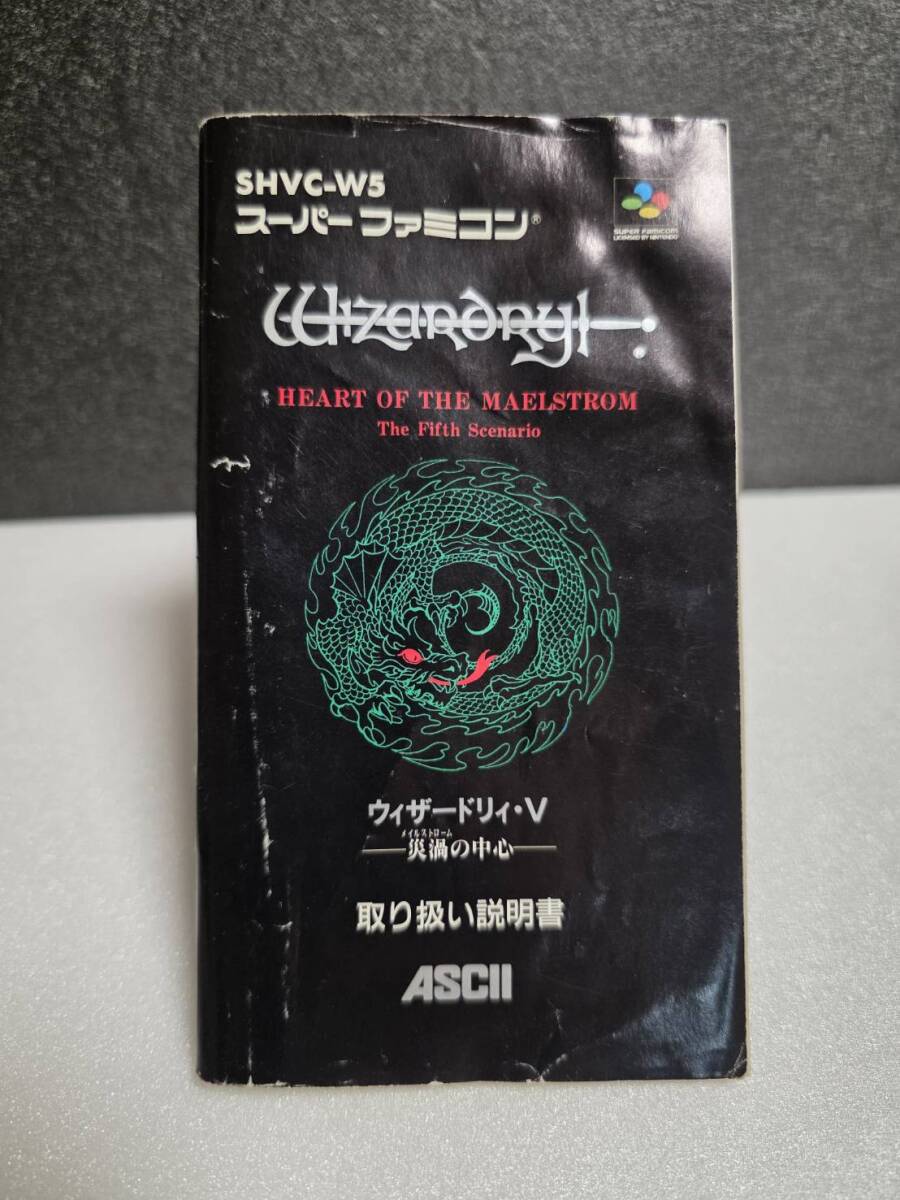 SHVC-W5
スーパーファミコン®
SUPER FAMICOM
LICENSED BY NINTENDO
Wizardry
HEART OF THE MAELSTROM
The Fifth Scenario
ウィザードリィ・V
メイルストローム
災渦の中心
取り扱い説明書
ASCII